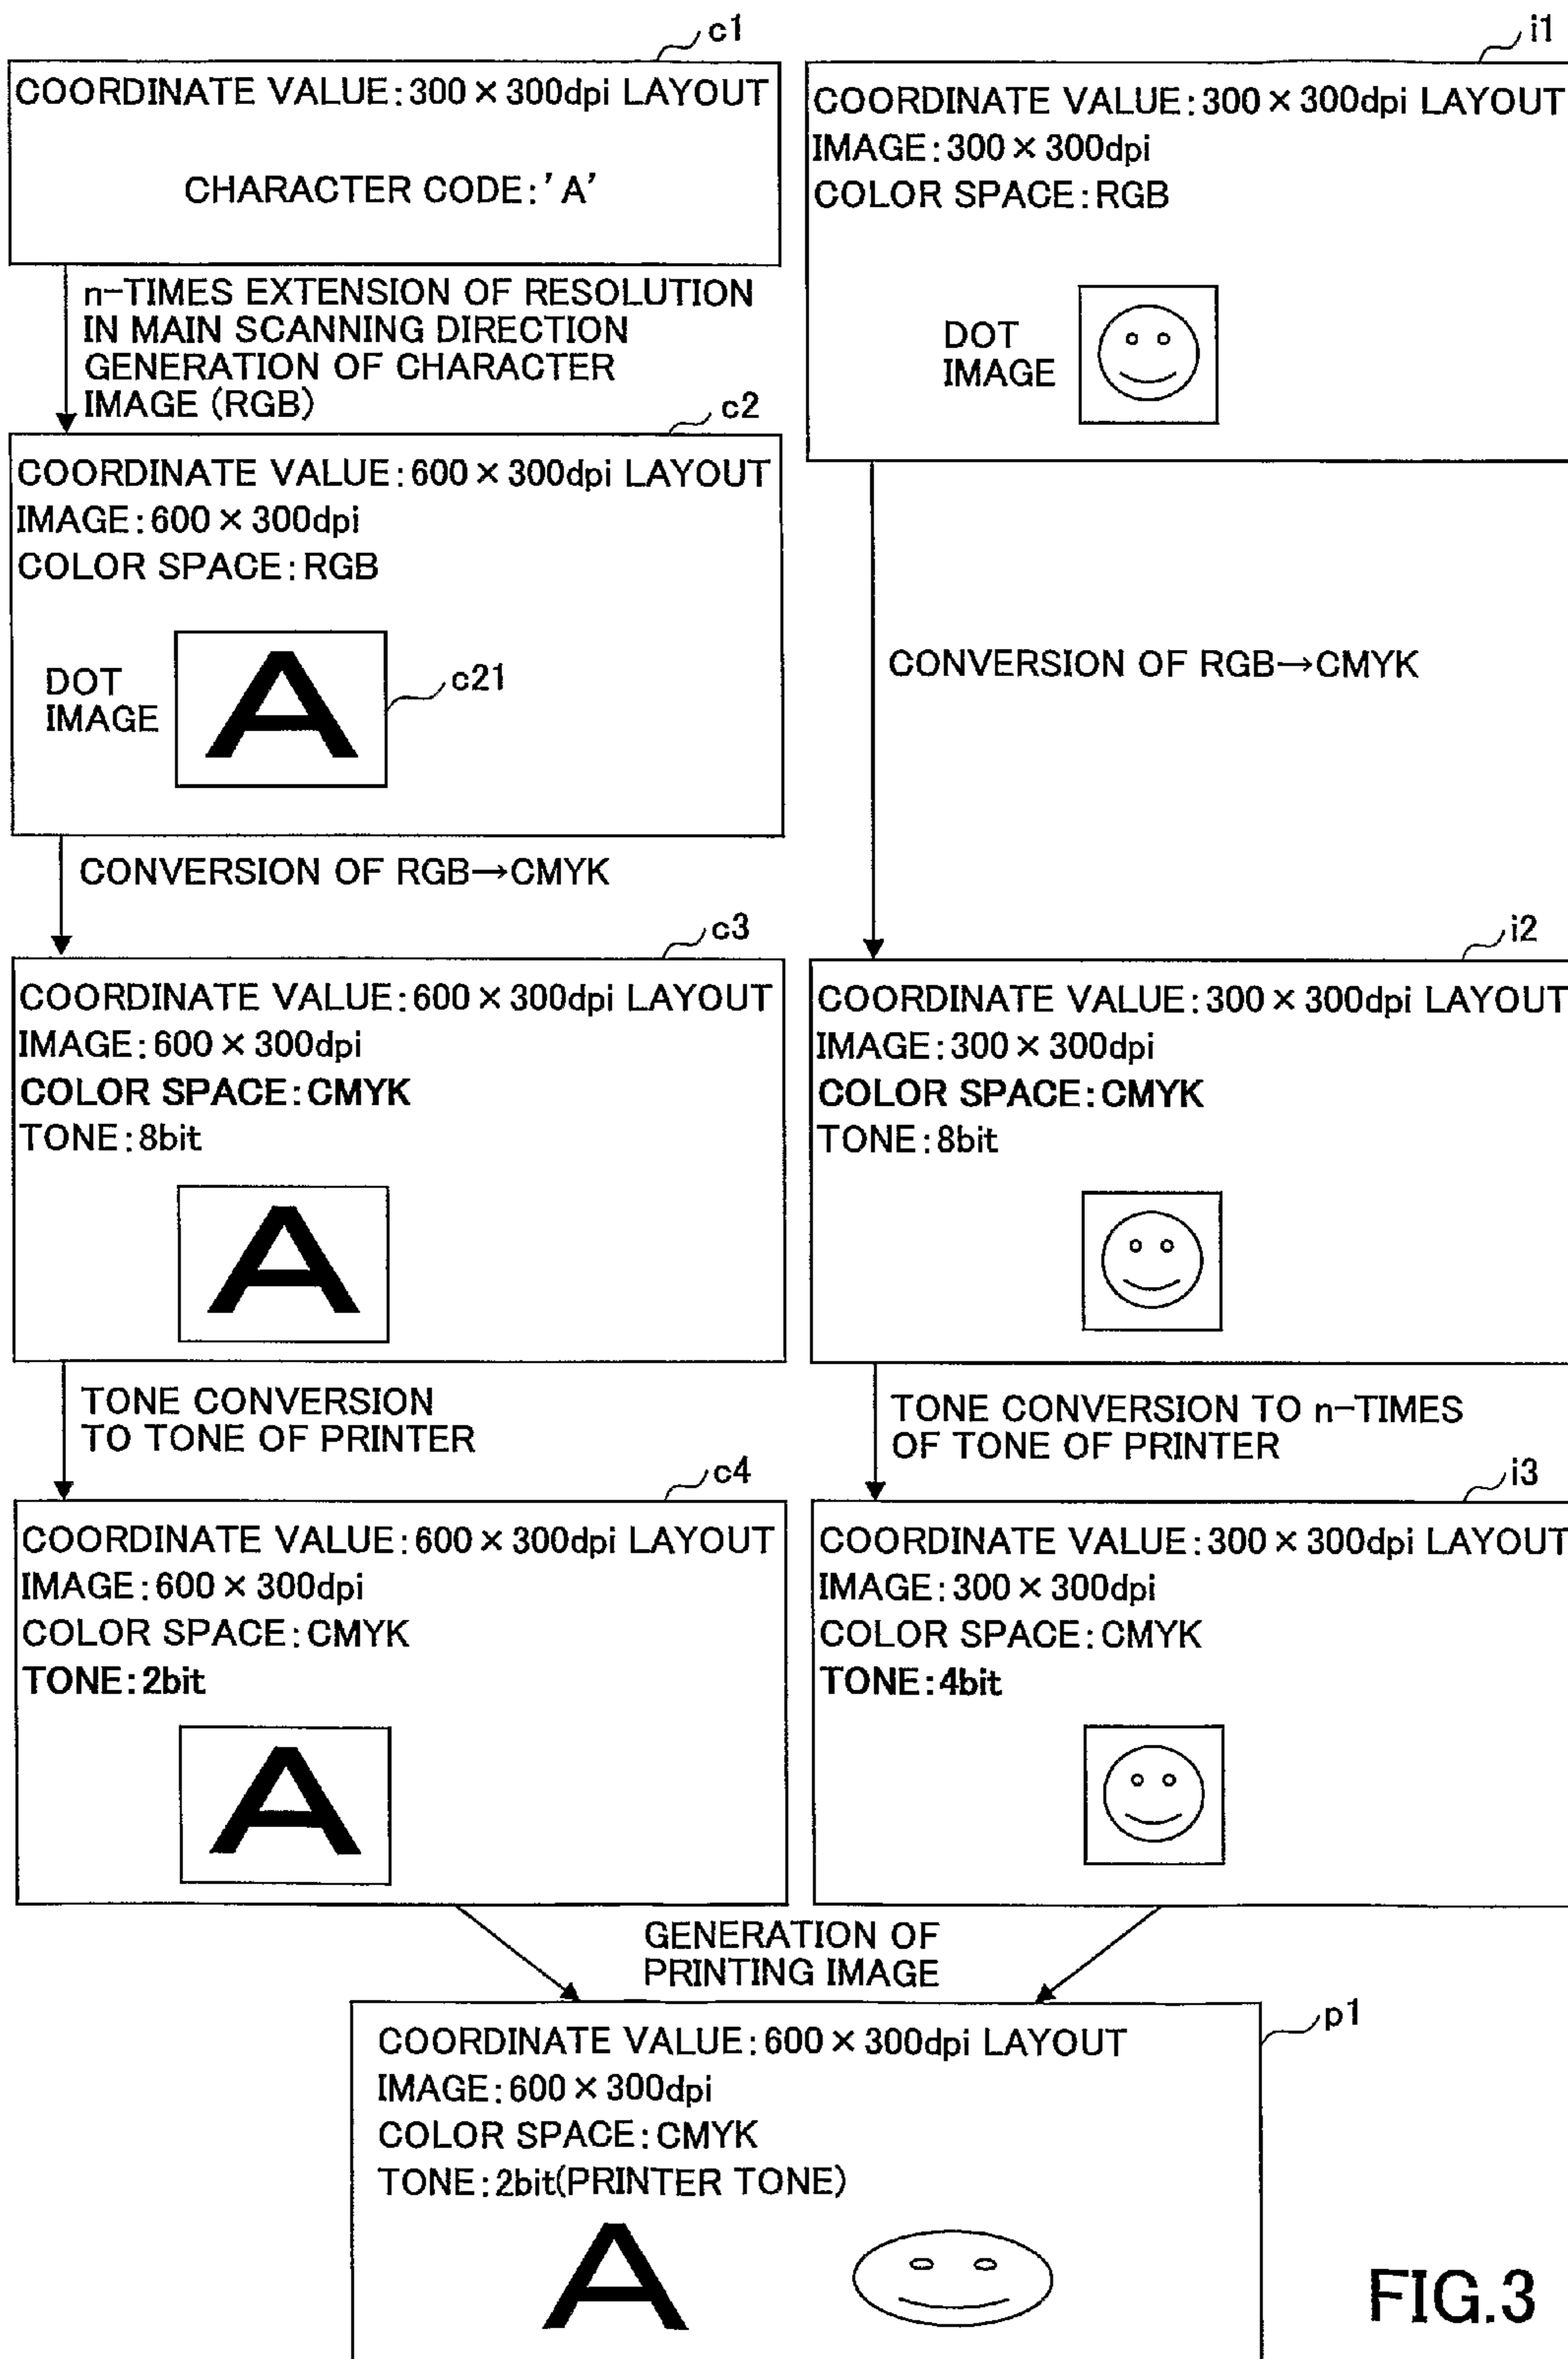 c1
COORDINATE VALUE:300×300dpi LAYOUT
CHARACTER CODE:'A'
n-TIMES EXTENSION OF RESOLUTION
IN MAIN SCANNING DIRECTION
GENERATION OF CHARACTER
IMAGE (RGB)
c2
COORDINATE VALUE:600×300dpi LAYOUT
IMAGE:600×300dpi
COLOR SPACE:RGB
DOT
IMAGE
A
c21
CONVERSION OF RGB→CMYK
c3
COORDINATE VALUE:600×300dpi LAYOUT
IMAGE:600×300dpi
COLOR SPACE:CMYK
TONE:8bit
A
TONE CONVERSION
TO TONE OF PRINTER
c4
COORDINATE VALUE:600×300dpi LAYOUT
IMAGE:600×300dpi
COLOR SPACE:CMYK
TONE:2bit
A
i1
COORDINATE VALUE:300×300dpi LAYOUT
IMAGE:300×300dpi
COLOR SPACE:RGB
DOT
IMAGE
CONVERSION OF RGB→CMYK
i2
COORDINATE VALUE:300×300dpi LAYOUT
IMAGE:300×300dpi
COLOR SPACE:CMYK
TONE:8bit
TONE CONVERSION TO n-TIMES
OF TONE OF PRINTER
i3
COORDINATE VALUE:300×300dpi LAYOUT
IMAGE:300×300dpi
COLOR SPACE:CMYK
TONE:4bit
GENERATION OF
PRINTING IMAGE
p1
COORDINATE VALUE:600×300dpi LAYOUT
IMAGE:600×300dpi
COLOR SPACE:CMYK
TONE:2bit(PRINTER TONE)
A
FIG.3